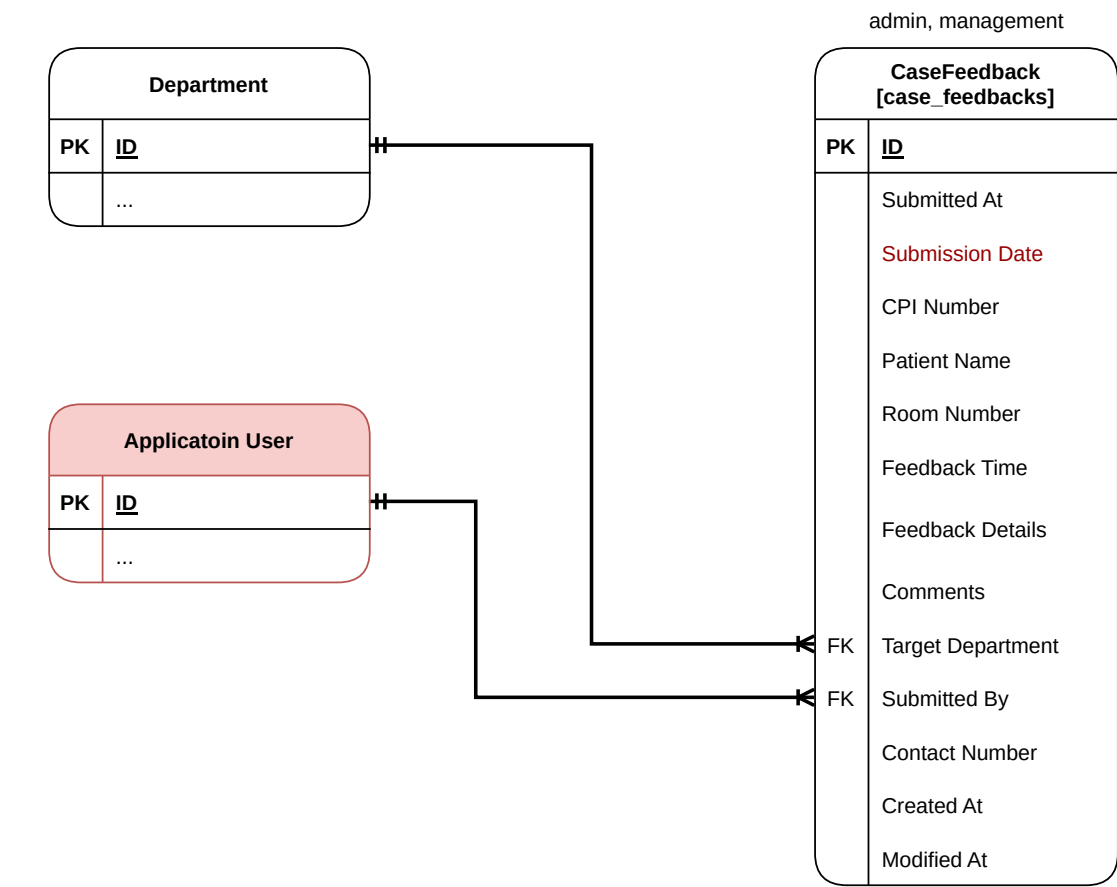 admin, management
Department
PK ID
...
Applicatoin User
PK ID
...
CaseFeedback
[case_feedbacks]
PK ID
Submitted At
Submission Date
CPI Number
Patient Name
Room Number
Feedback Time
Feedback Details
Comments
FK Target Department
FK Submitted By
Contact Number
Created At
Modified At